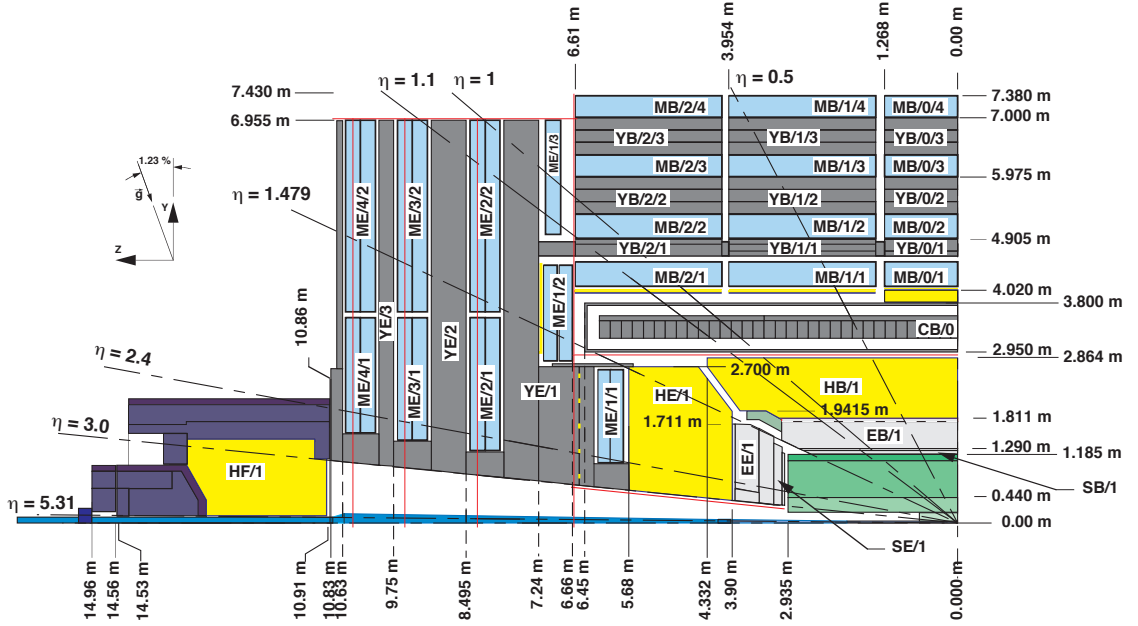 6.61 m
3.954 m
1.268 m
0.00 m
η = 1.1
η = 1
η = 0.5
7.430 m
6.955 m
7.380 m
7.000 m
5.975 m
4.905 m
4.020 m
3.800 m
2.950 m
2.864 m
1.811 m
1.290 m
1.185 m
0.440 m
0.00 m
MB/2/4
MB/1/4
MB/0/4
YB/2/3
YB/1/3
YB/0/3
MB/2/3
MB/1/3
MB/0/3
YB/2/2
YB/1/2
YB/0/2
MB/2/2
MB/1/2
MB/0/2
YB/2/1
YB/1/1
YB/0/1
MB/2/1
MB/1/1
MB/0/1
CB/0
1.23 %
g
Y
Z
η = 1.479
ME/4/2
ME/3/2
ME/2/2
ME/1/3
ME/1/2
YE/3
YE/2
YE/1
ME/4/1
ME/3/1
ME/2/1
ME/1/1
10.86 m
η = 2.4
η = 3.0
η = 5.31
HF/1
HE/1
HB/1
2.700 m
1.9415 m
1.711 m
EB/1
EE/1
SB/1
SE/1
14.96 m
14.56 m
14.53 m
10.91 m
10.83 m
10.63 m
9.75 m
8.495 m
7.24 m
6.66 m
6.45 m
5.68 m
4.332 m
3.90 m
2.935 m
0.000 m